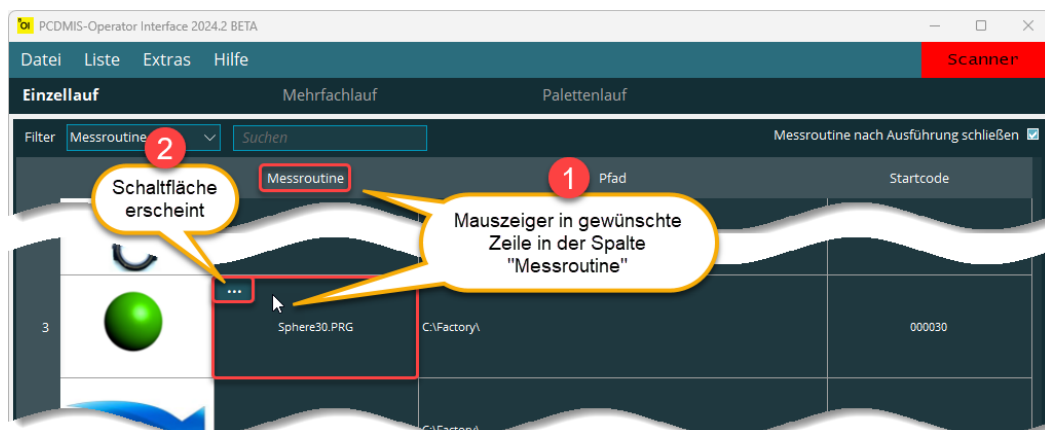 OI PCDMIS-Operator Interface 2024.2 BETA
Datei Liste Extras Hilfe Scanner
Einzellauf Mehrfachlauf Palettenlauf
Filter Messroutine Suchen Messroutine nach Ausführung schließen
2
Schaltfläche
erscheint
Messroutine
1
Pfad
Startcode
Mauszeiger in gewünschte
Zeile in der Spalte
"Messroutine"
...
3 Sphere30.PRG C:\Factory\ 000030
C:\Factory\